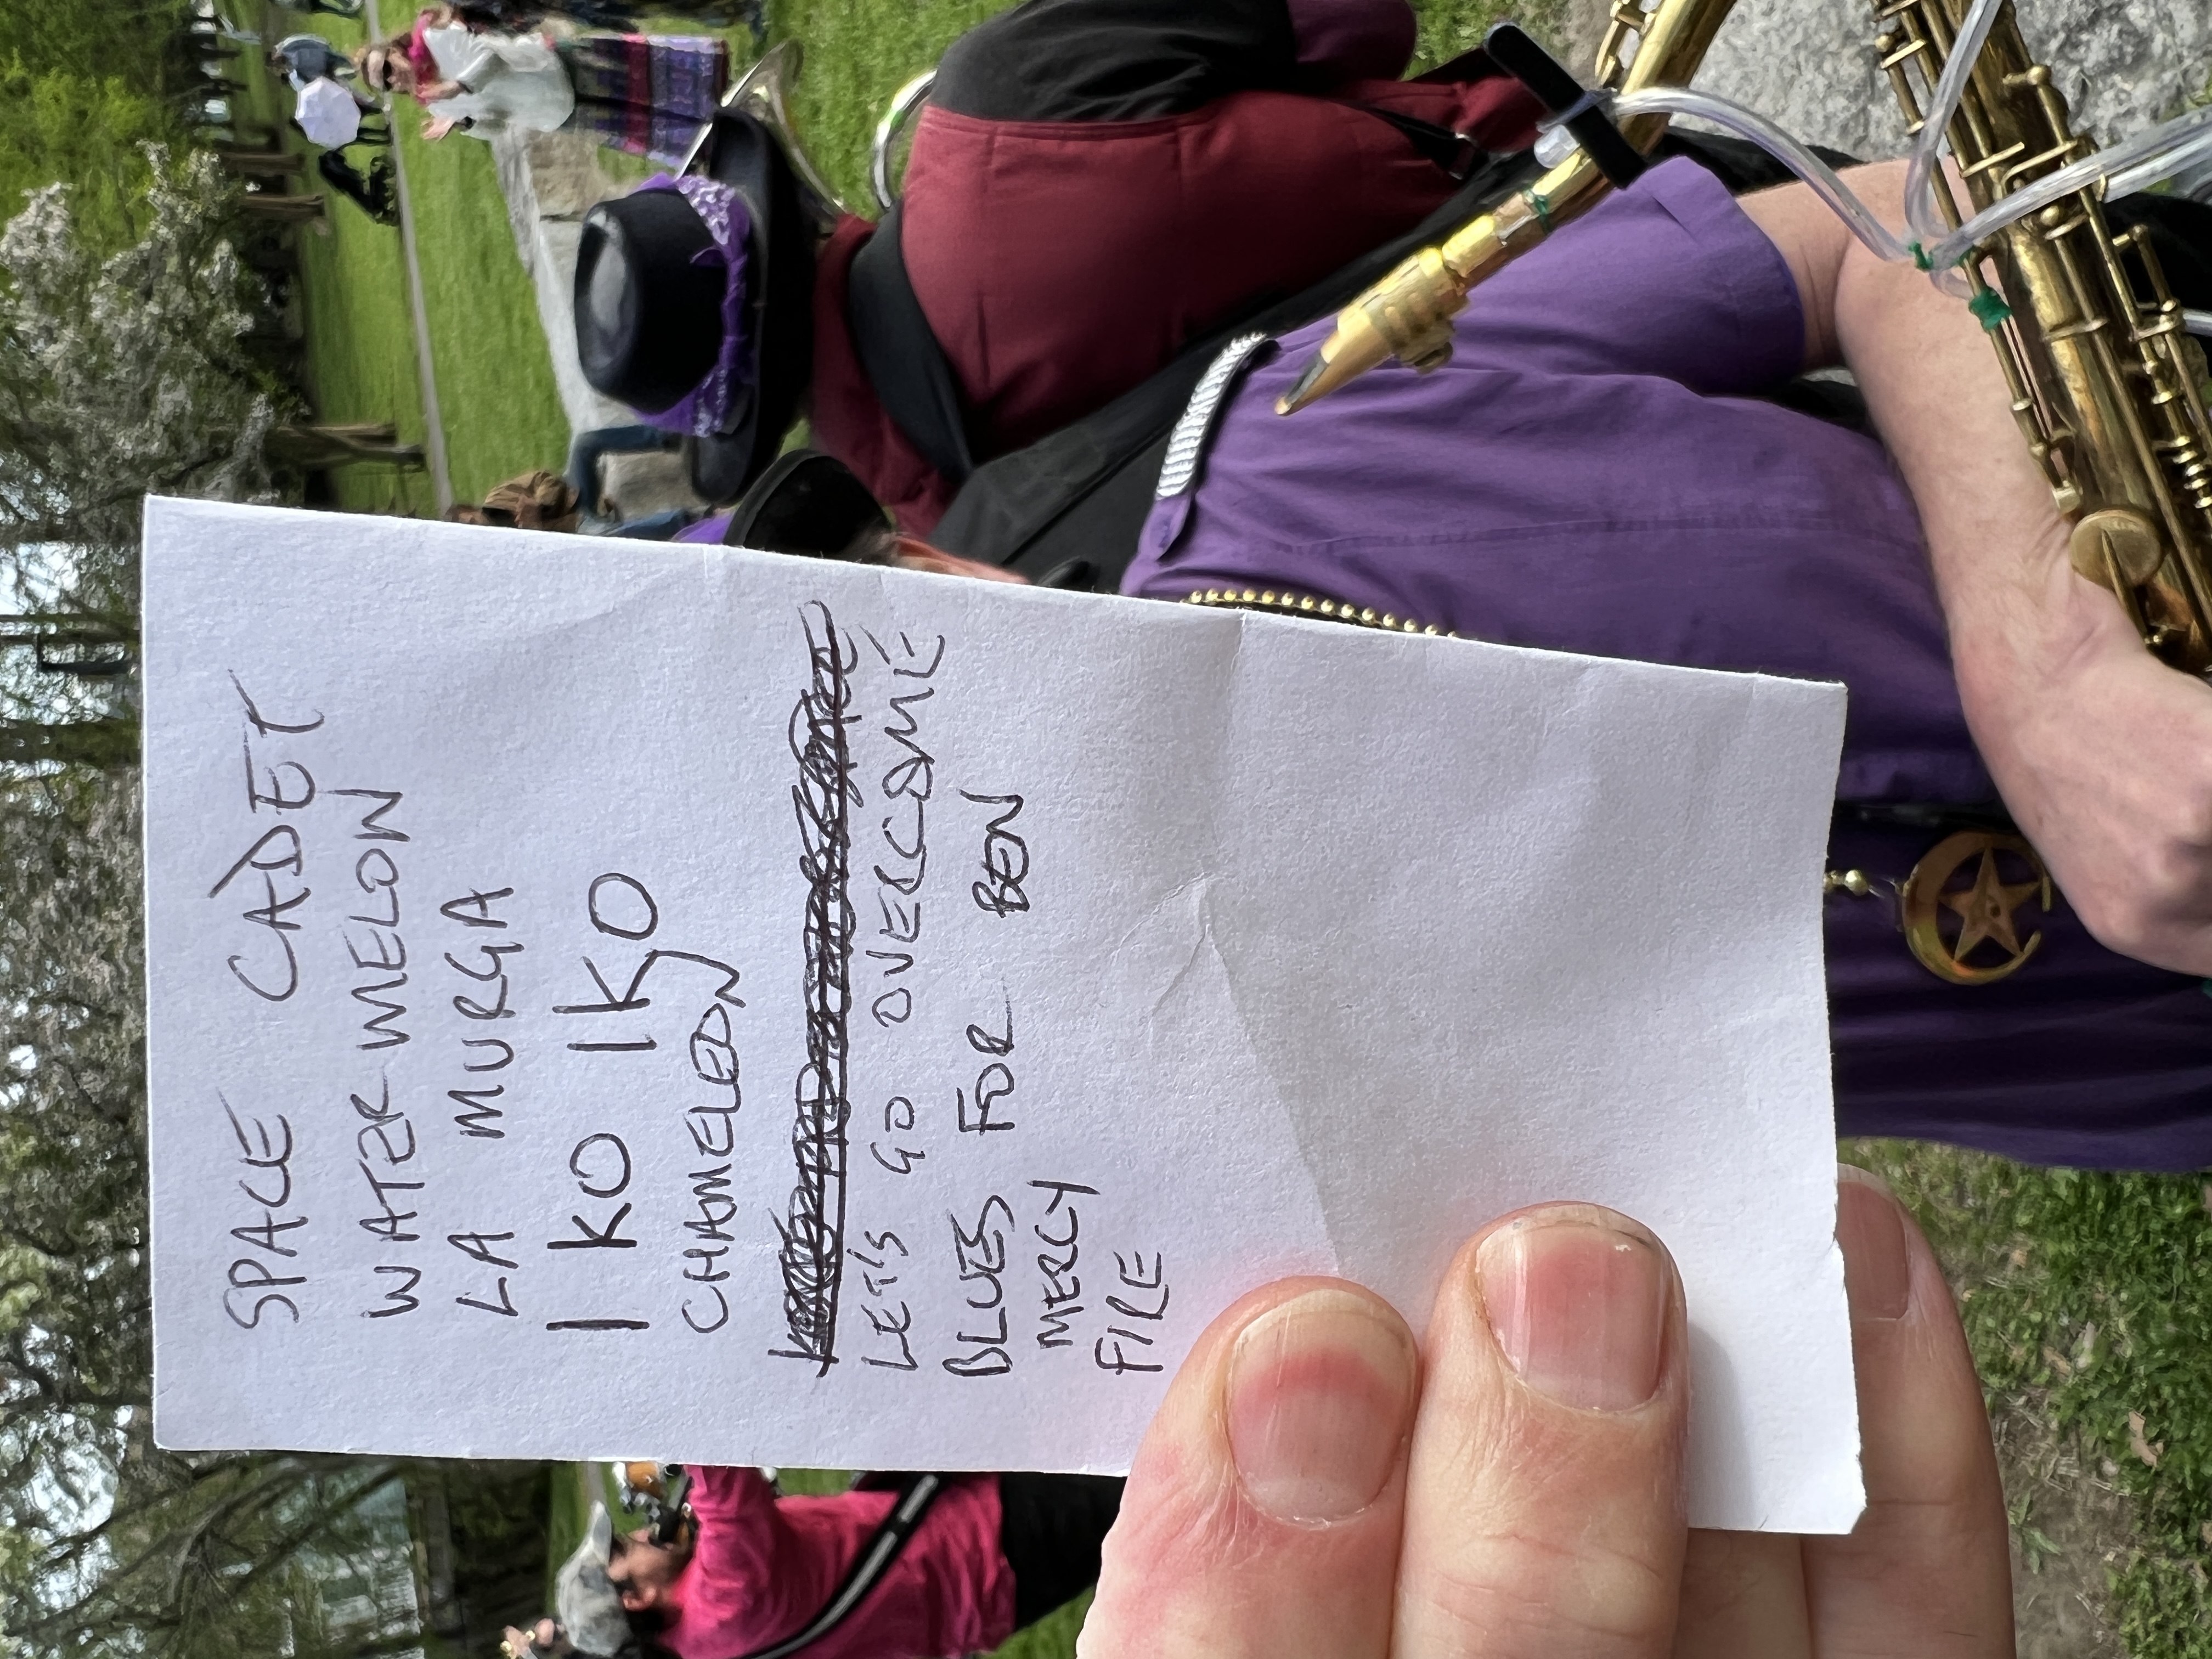 SPACE CADET
WATERMELON
LA MURGA
IKO IKO
CHAMELEON
LET'S GO OVERCOME
BLUES FOR BEN
MERCY
FIRE